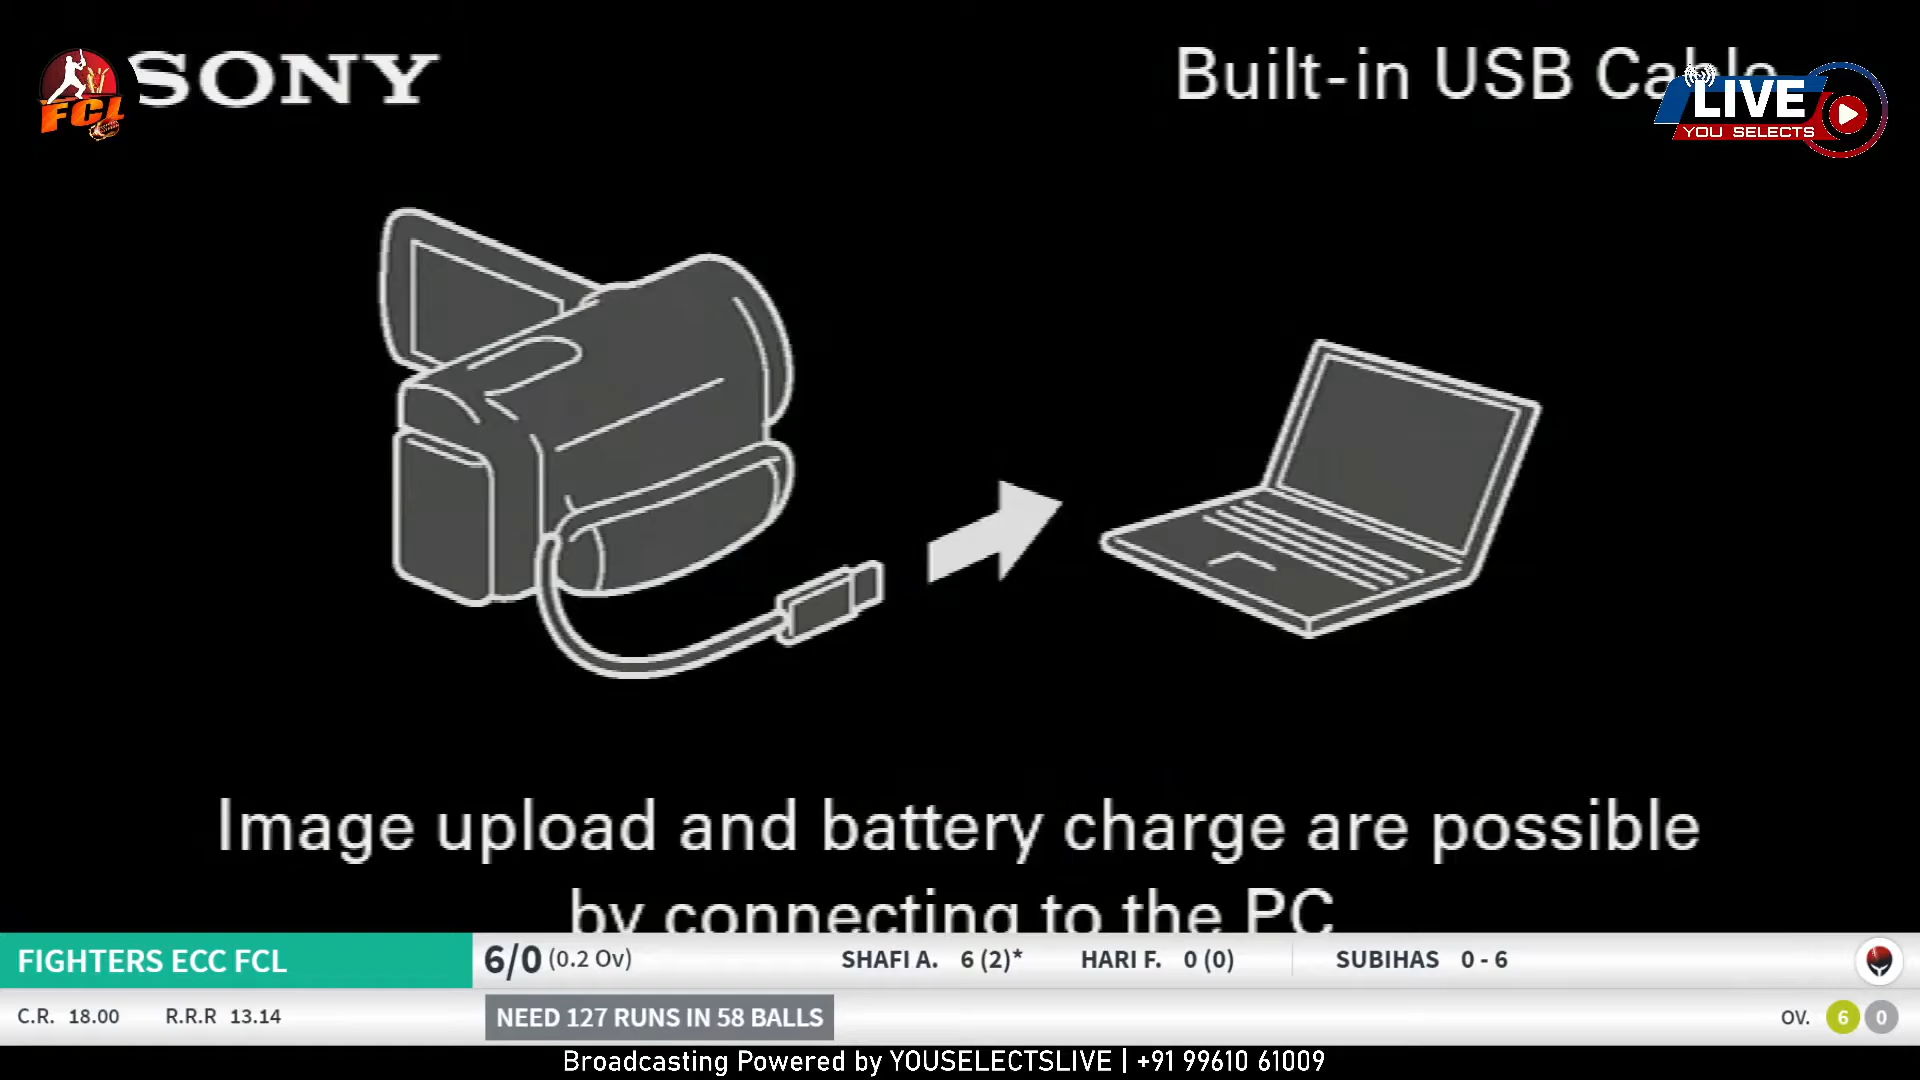 SONY
Built-in USB Cable
FCL
LIVE
YOU SELECTS
Image upload and battery charge are possible
by connecting to the PC
FIGHTERS ECC FCL
6/0 (0.2 Ov)
SHAFI A. 6 (2)*
HARI F. 0 (0)
SUBIHAS 0 - 6
C.R. 18.00
R.R.R 13.14
NEED 127 RUNS IN 58 BALLS
OV. 6 0
Broadcasting Powered by YOUSELECTSLIVE | +91 99610 61009